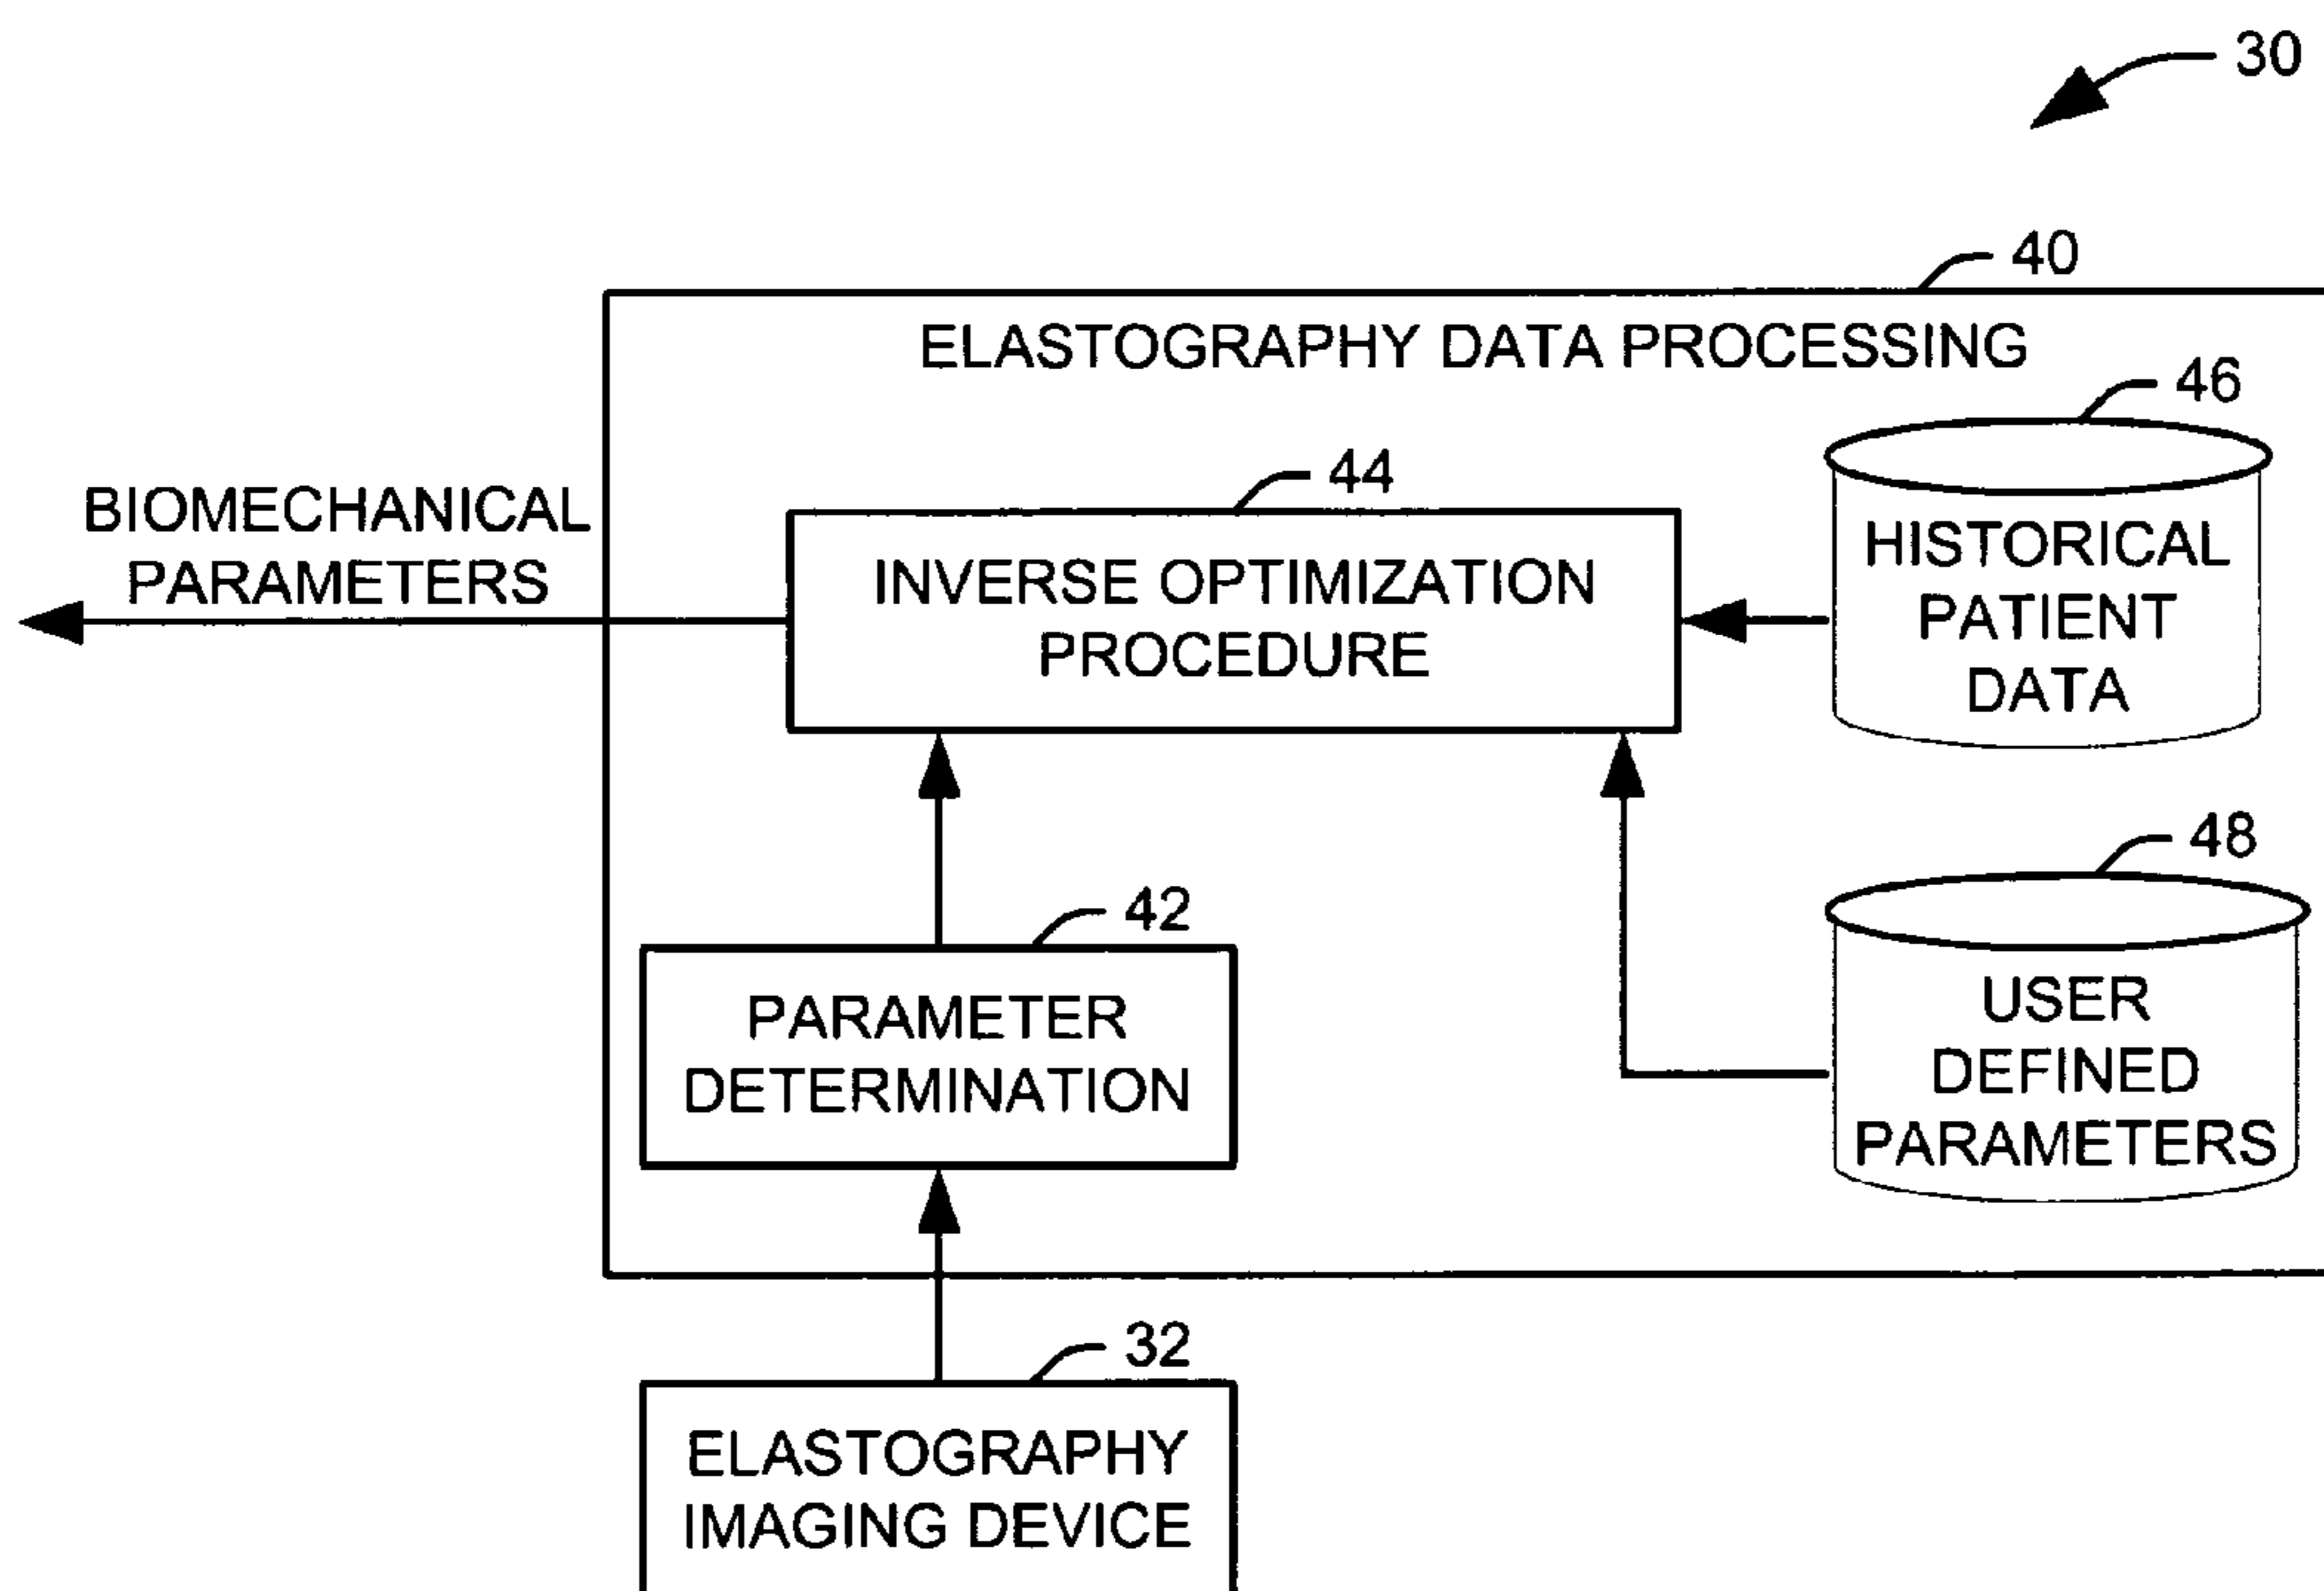 30
40
ELASTOGRAPHY DATA PROCESSING
46
44
BIOMECHANICAL
PARAMETERS
INVERSE OPTIMIZATION
PROCEDURE
HISTORICAL
PATIENT
DATA
48
42
PARAMETER
DETERMINATION
USER
DEFINED
PARAMETERS
32
ELASTOGRAPHY
IMAGING DEVICE